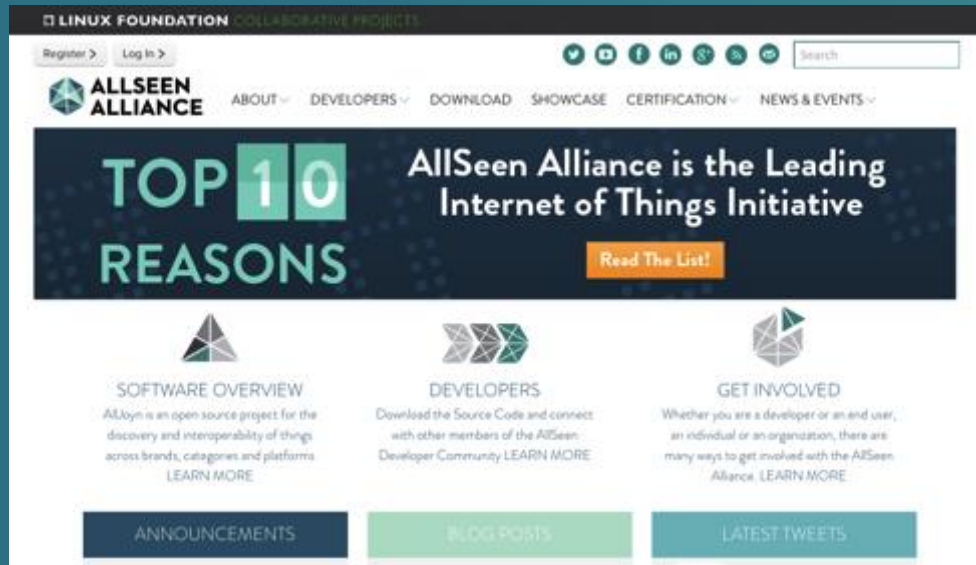 LINUX FOUNDATION COLLABORATIVE PROJECTS
Register >
Log In >
Search
ALLSEEN
ALLIANCE
ABOUT
DEVELOPERS
DOWNLOAD
SHOWCASE
CERTIFICATION
NEWS & EVENTS
TOP 10
REASONS
AllSeen Alliance is the Leading
Internet of Things Initiative
Read The List!
SOFTWARE OVERVIEW
AllJoyn is an open source project for the
discovery and interoperability of things
across brands, categories and platforms
LEARN MORE
DEVELOPERS
Download the Source Code and connect
with other members of the AllSeen
Developer Community LEARN MORE
GET INVOLVED
Whether you are a developer or an end user,
an individual or an organization, there are
many ways to get involved with the AllSeen
Alliance. LEARN MORE
ANNOUNCEMENTS
BLOG POSTS
LATEST TWEETS